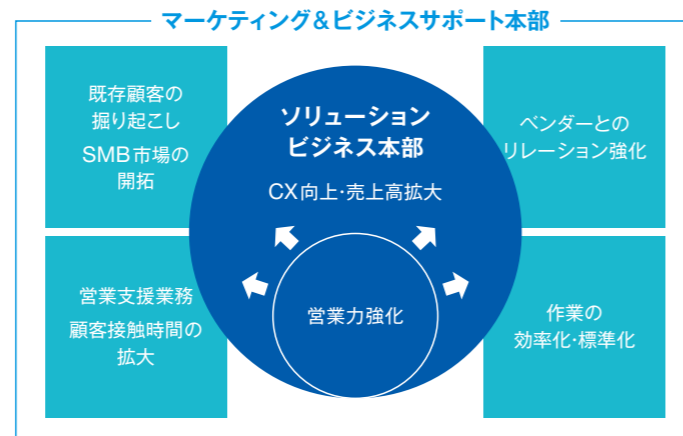 マーケティング&ビジネスサポート本部
既存顧客の
掘り起こし
SMB市場の
開拓
ソリューション
ビジネス本部
CX向上・売上高拡大
ベンダーとの
リレーション強化
営業支援業務
顧客接触時間の
拡大
営業力強化
作業の
効率化・標準化